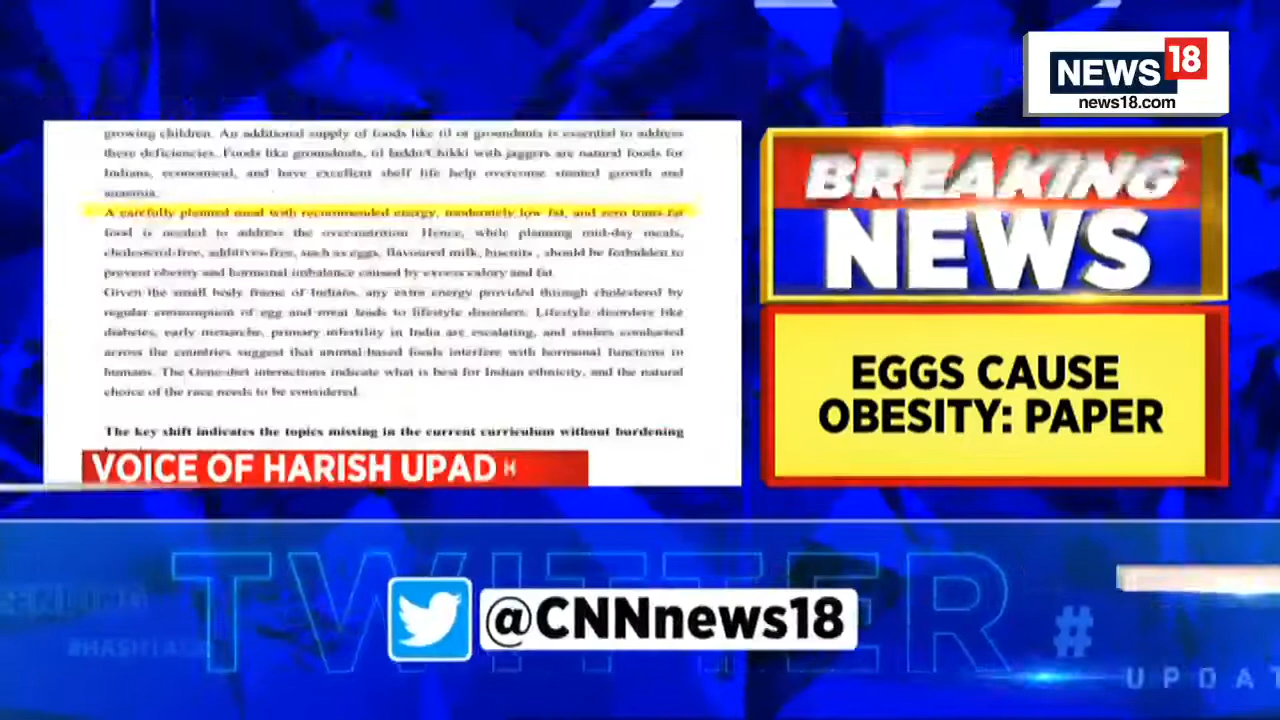 NEWS 18
news18.com
growing children. An additional supply of foods like til or groundnuts is essential to address
these deficiencies. Foods like groundnuts, til laddu/Chikki with jaggery are natural foods for
Indians, economical, and have excellent shelf life help overcome stunted growth and
anaemia.
A carefully planned meal with recommended energy, moderately low fat, and zero trans-fat
food is needed to address the over-nutrition. Hence, while planning mid-day meals,
cholesterol-free, additives-free, such as eggs, flavoured milk, biscuits , should be forbidden to
prevent obesity and hormonal imbalance caused by excess calory and fat.
Given the small body frame of Indians, any extra energy provided through cholesterol by
regular consumption of egg and meat leads to lifestyle disorders. Lifestyle disorders like
diabetes, early menarche, primary infertility in India are escalating, and studies conducted
across the countries suggest that animal-based foods interfere with hormonal functions in
humans. The Gene-diet interactions indicate what is best for Indian ethnicity, and the natural
choice of the race needs to be considered.
The key shift indicates the topics missing in the current curriculum without burdening
VOICE OF HARISH UPAD H
BREAKING
NEWS
EGGS CAUSE
OBESITY: PAPER
TWITTER
@CNNnews18
#
UPDAT